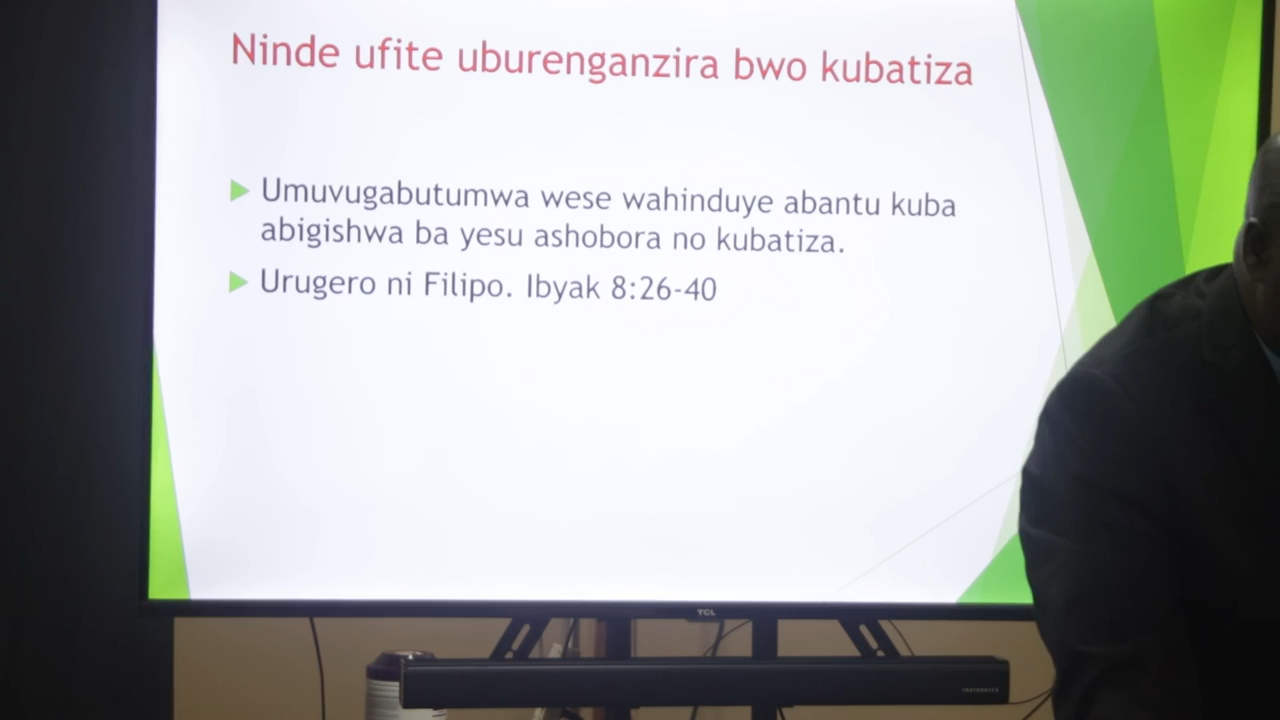 Ninde ufite uburenganzira bwo kubatiza
Umuvugabutumwa wese wahinduye abantu kuba
abigishwa ba yesu ashobora no kubatiza.
Urugero ni Filipo. Ibyak 8:26-40
TCL
TAOTRONICS